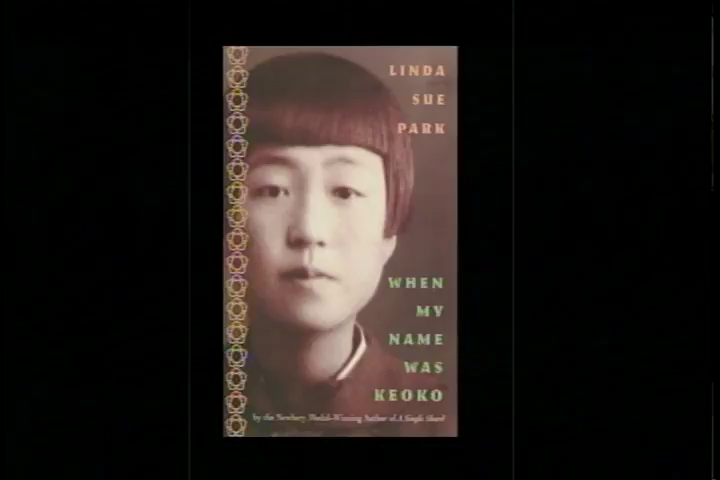 LINDA
SUE
PARK
WHEN
MY
NAME
WAS
KEOKO
by the Newbery Medal-Winning Author of A Single Shard